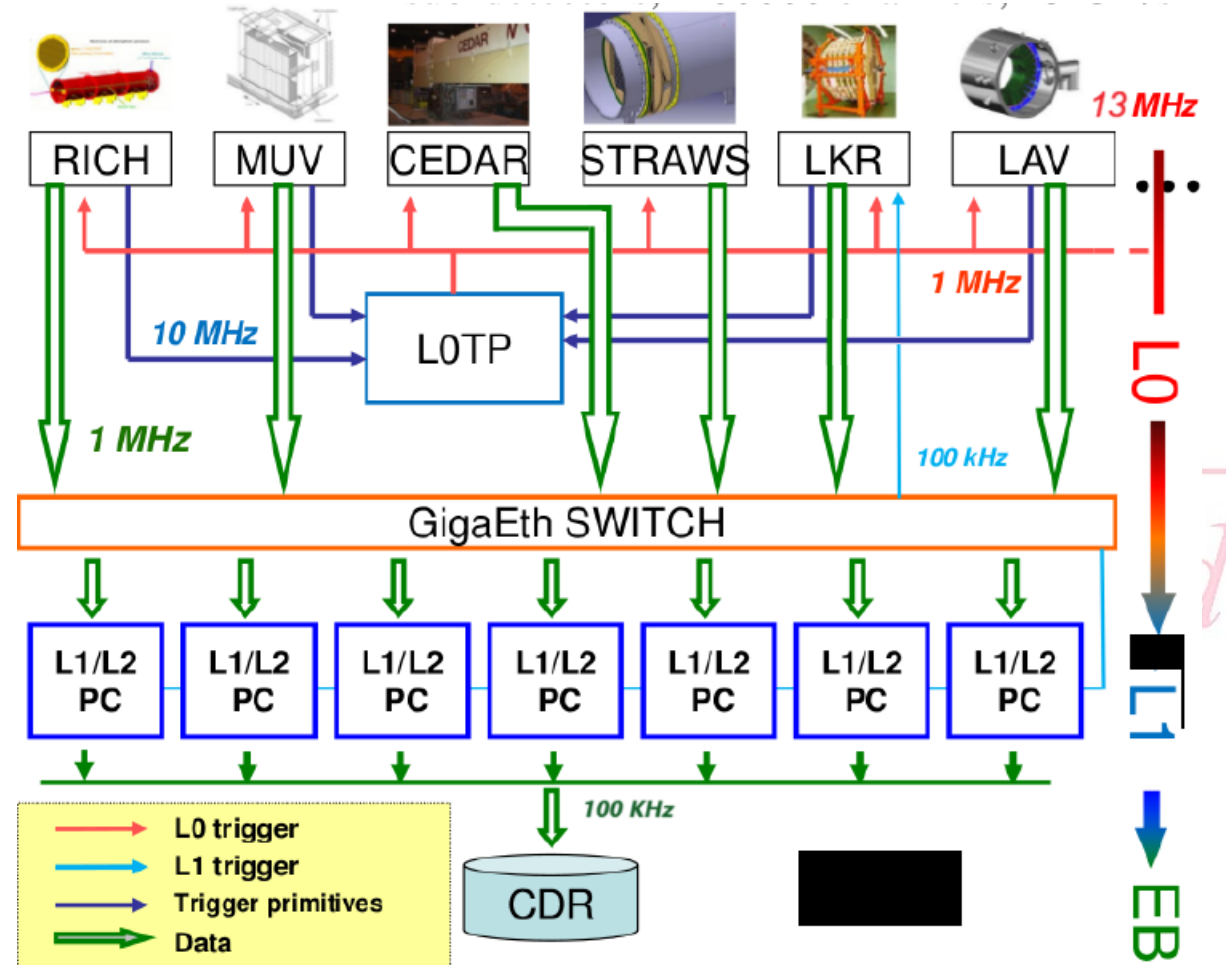 13 MHz
RICH
MUV
CEDAR
STRAWS
LKR
LAV
...
CEDAR
1 MHz
10 MHz
L0TP
L0
1 MHz
100 kHz
GigaEth SWITCH
L1/L2
PC
L1/L2
PC
L1/L2
PC
L1/L2
PC
L1/L2
PC
L1/L2
PC
L1/L2
PC
L1
100 KHz
L0 trigger
L1 trigger
Trigger primitives
Data
CDR
EB